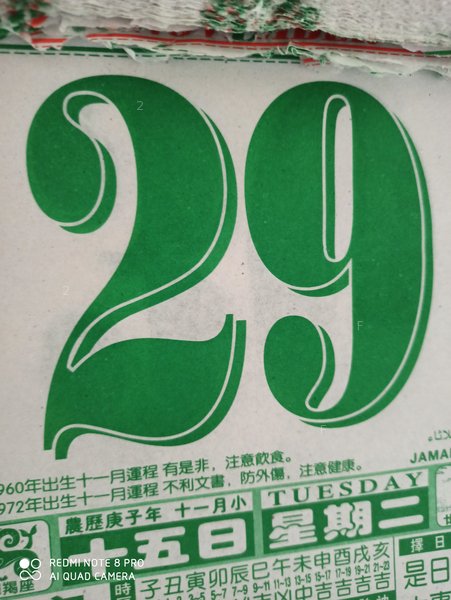 29
1960年出生十一月運程 有是非，注意飲食。
1972年出生十一月運程 不利文書，防外傷，注意健康。
JAMA
農歷庚子年 十一月小
TUESDAY
十五日 星期二
擇日
時 子丑寅卯辰巳午未申酉戌亥
是日
REDMI NOTE 8 PRO
AI QUAD CAMERA